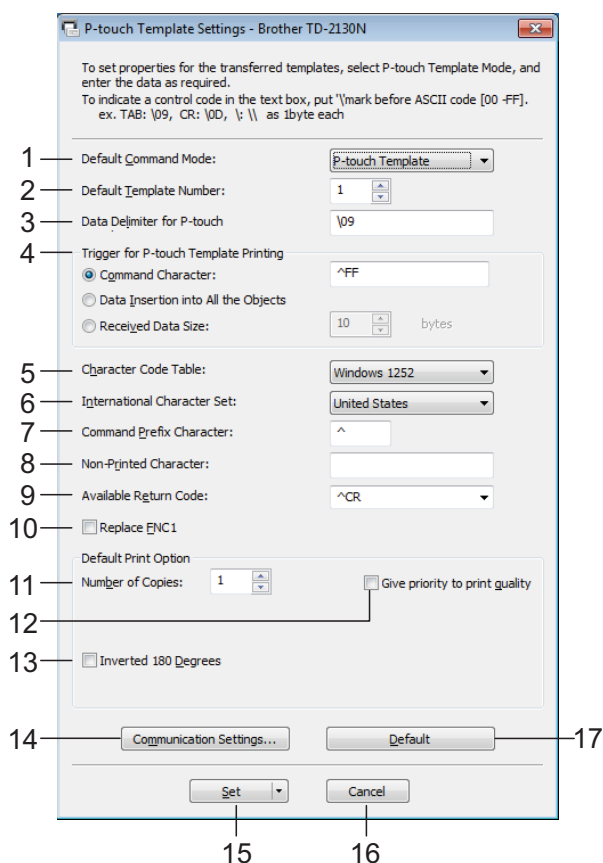 P-touch Template Settings - Brother TD-2130N
To set properties for the transferred templates, select P-touch Template Mode, and
enter the data as required.
To indicate a control code in the text box, put '\\'mark before ASCII code [00 -FF].
ex. TAB: \09, CR: \0D, \: \\ as 1byte
each
1 Default Command Mode: P-touch Template
2 Default Template Number: 1
3 Data Delimiter for P-touch \09
4 Trigger for P-touch Template Printing
Command Character: ^FF
Data Insertion into All the Objects
Received Data Size: 10 bytes
5 Character Code Table: Windows 1252
6 International Character Set: United States
7 Command Prefix Character: ^
8 Non-Printed Character:
9 Available Return Code: ^CR
10 Replace FNC1
Default Print Option
11 Number of Copies: 1 Give priority to print quality
12
13 Inverted 180 Degrees
14 Communication Settings... Default 17
Set Cancel
15 16